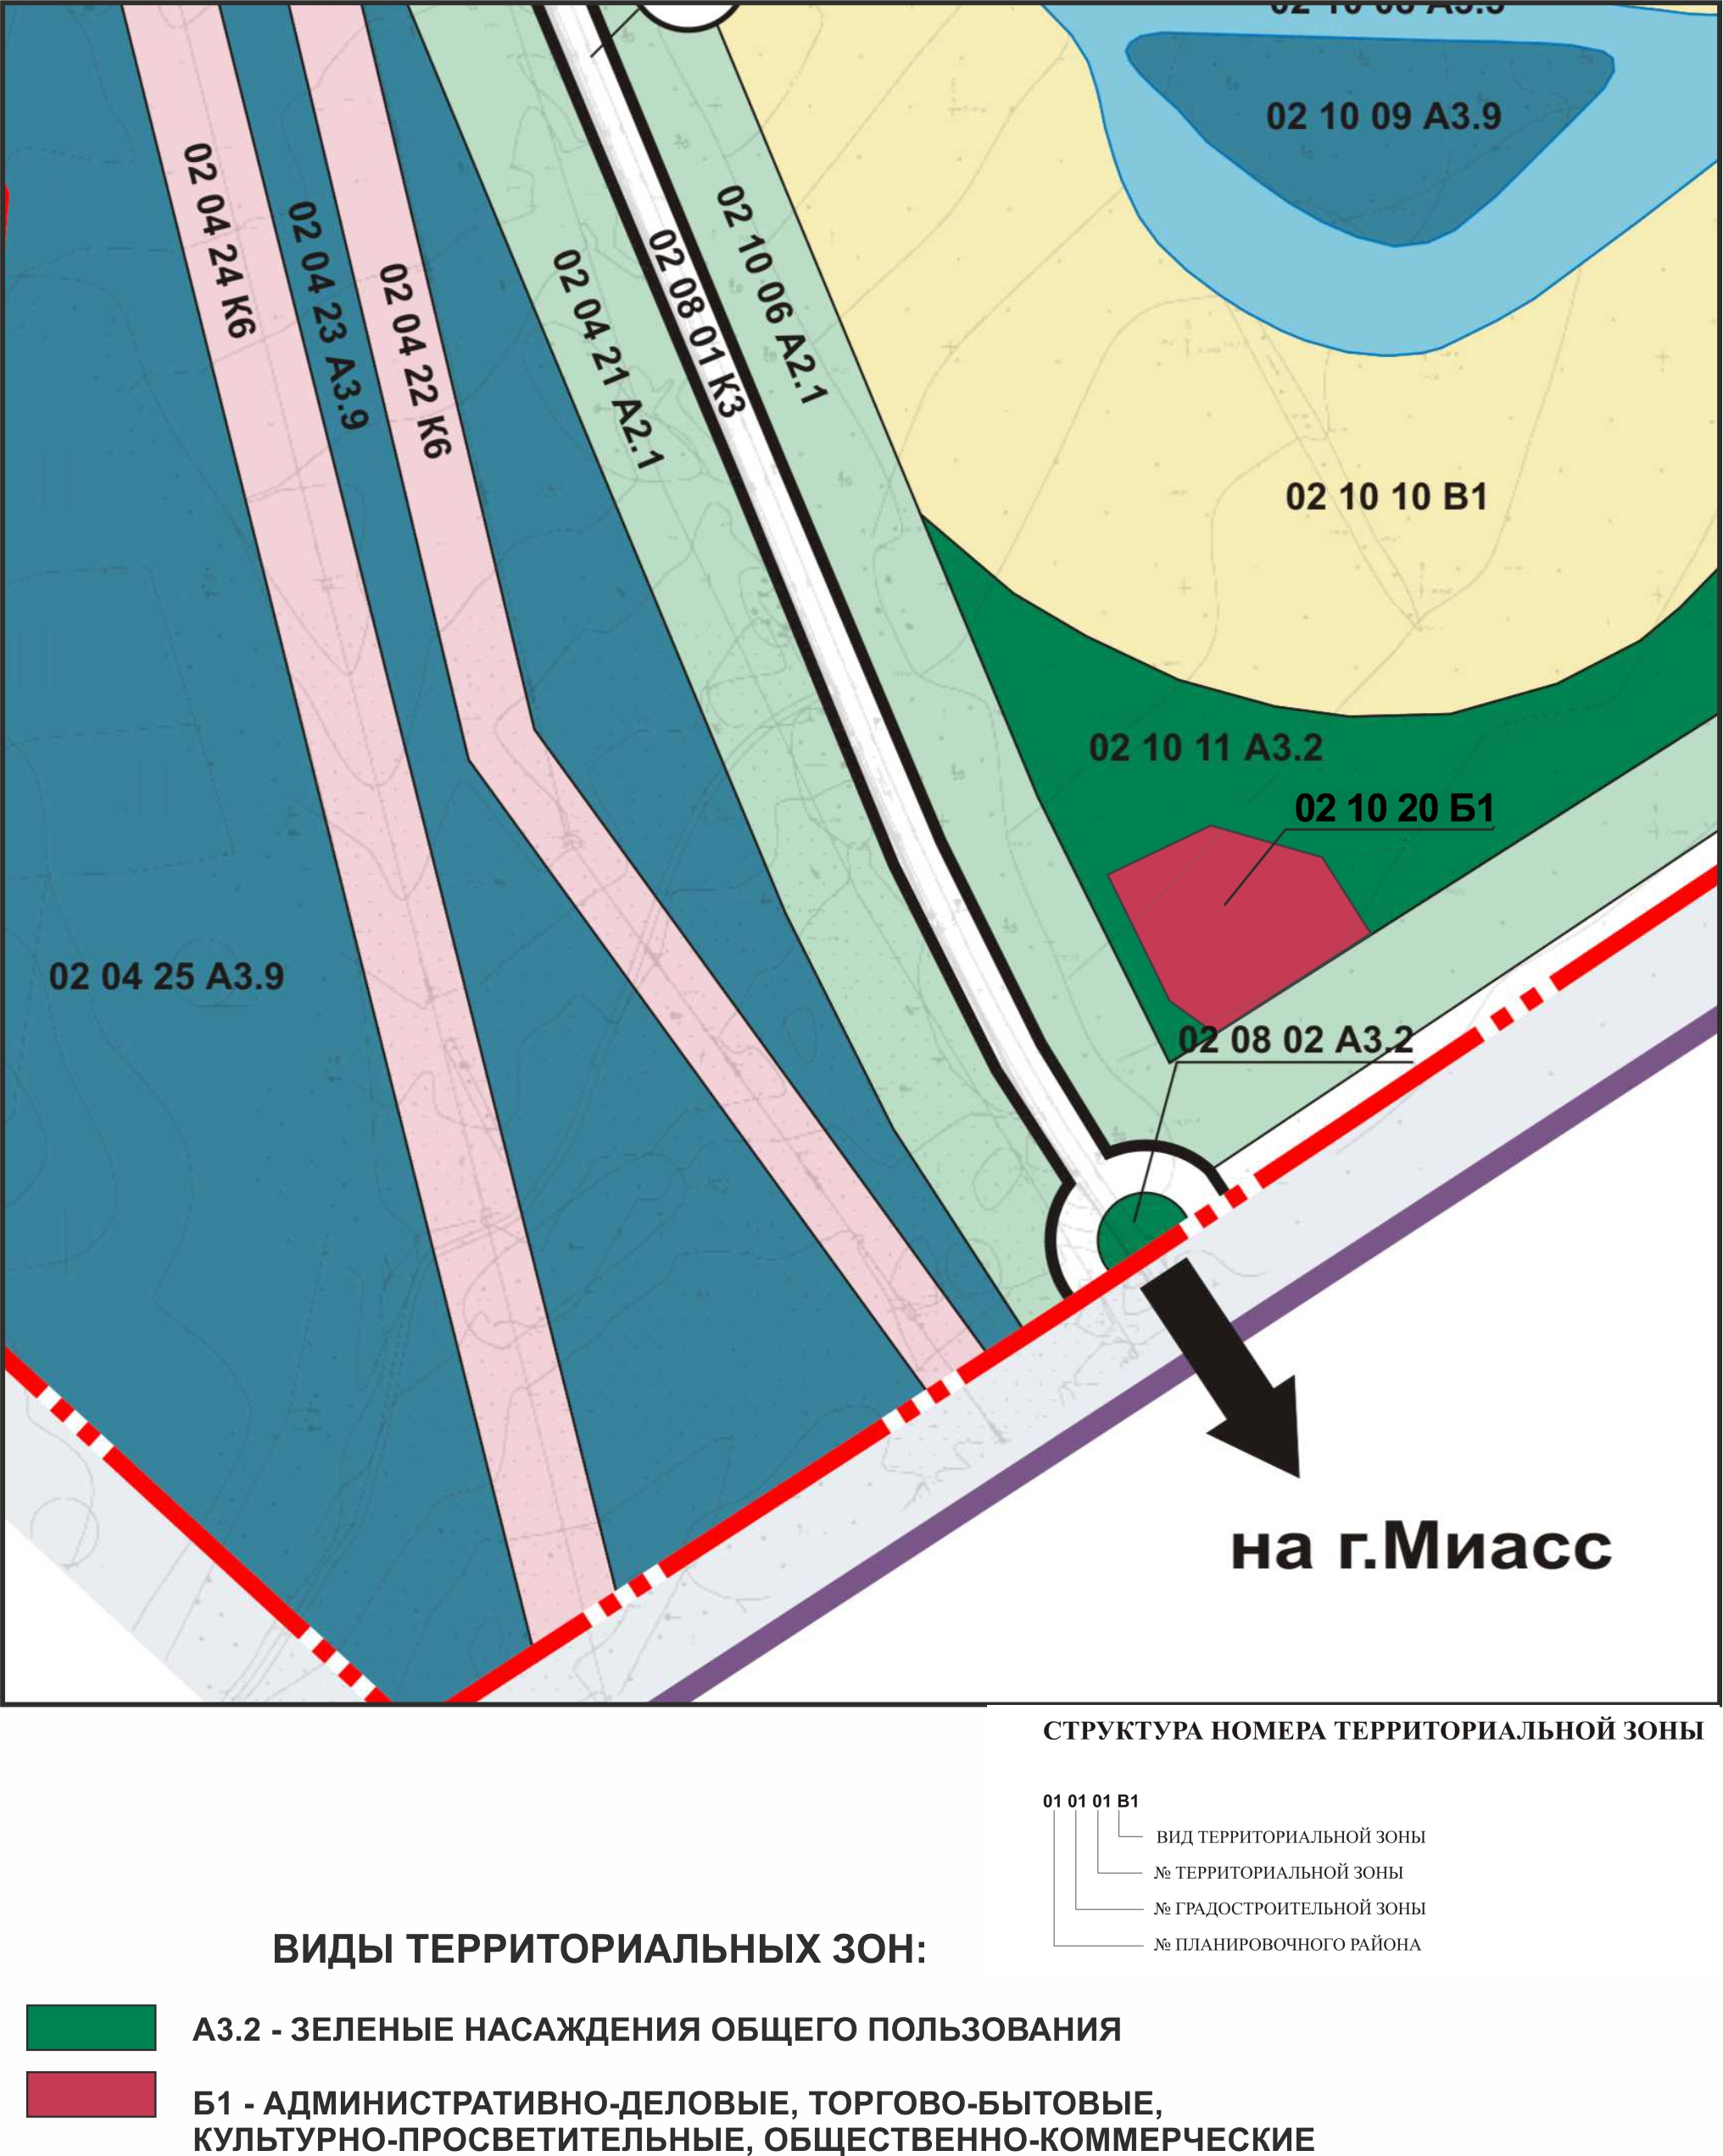 02 10 09 А3.9
02 04 24 К6
02 04 23 А3.9
02 04 22 К6
02 04 21 А2.1
02 08 01 К3
02 10 06 А2.1
02 10 10 В1
02 10 11 А3.2
02 10 20 Б1
02 04 25 А3.9
02 08 02 А3.2
на г.Миасс
СТРУКТУРА НОМЕРА ТЕРРИТОРИАЛЬНОЙ ЗОНЫ
01 01 01 В1
ВИД ТЕРРИТОРИАЛЬНОЙ ЗОНЫ
№ ТЕРРИТОРИАЛЬНОЙ ЗОНЫ
№ ГРАДОСТРОИТЕЛЬНОЙ ЗОНЫ
№ ПЛАНИРОВОЧНОГО РАЙОНА
ВИДЫ ТЕРРИТОРИАЛЬНЫХ ЗОН:
А3.2 - ЗЕЛЕНЫЕ НАСАЖДЕНИЯ ОБЩЕГО ПОЛЬЗОВАНИЯ
Б1 - АДМИНИСТРАТИВНО-ДЕЛОВЫЕ, ТОРГОВО-БЫТОВЫЕ,
КУЛЬТУРНО-ПРОСВЕТИТЕЛЬНЫЕ, ОБЩЕСТВЕННО-КОММЕРЧЕСКИЕ